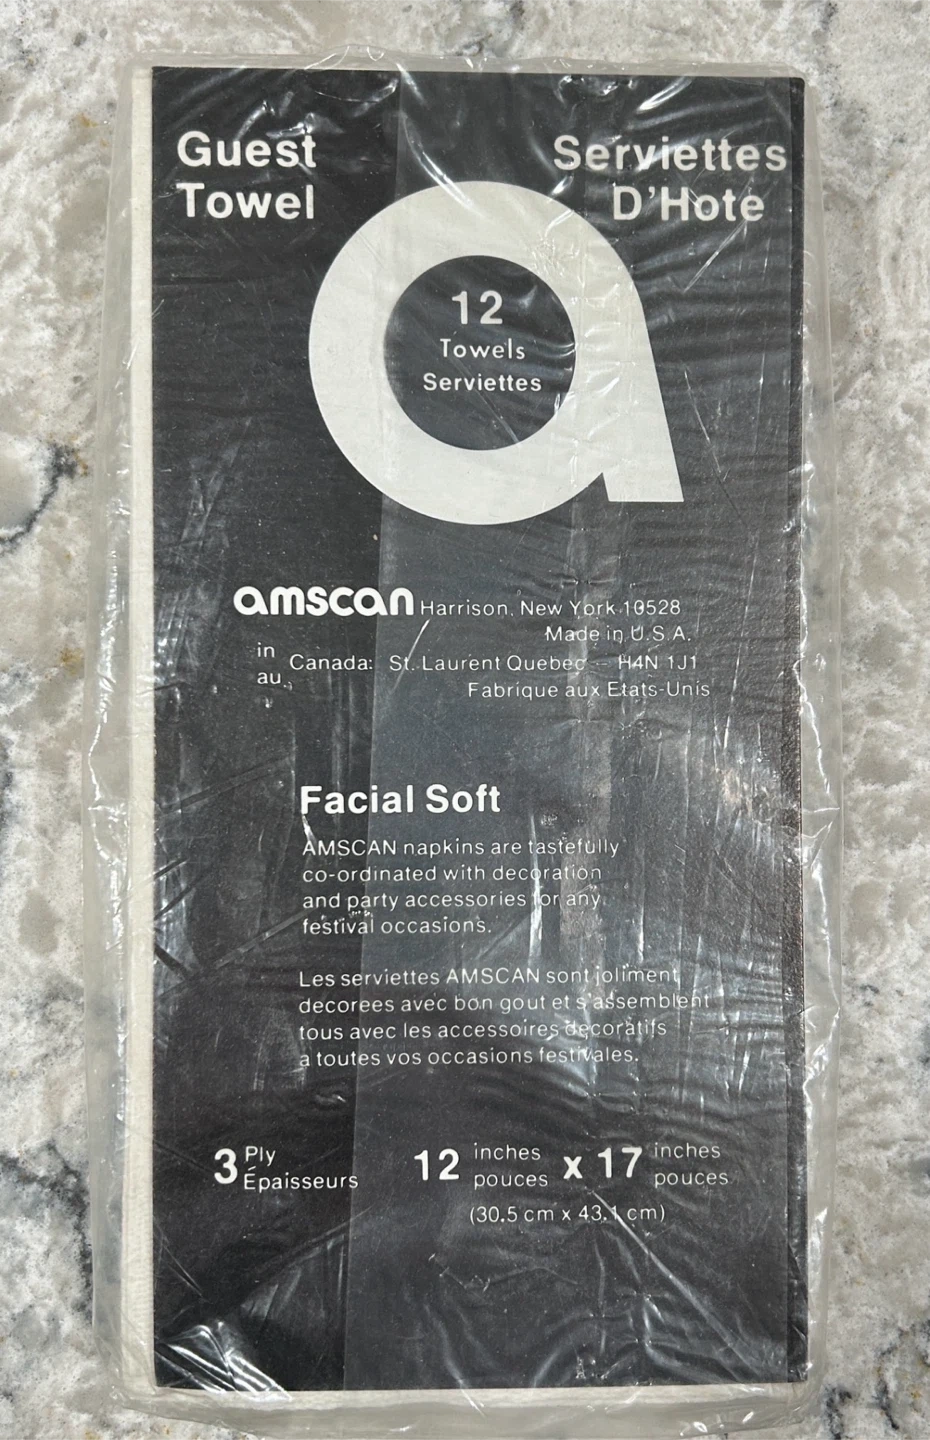 Guest
Towel
Serviettes
D'Hote
12
Towels
Serviettes
amscan Harrison, New York 10528
Made in U.S.A.
in
au
Canada: St. Laurent Quebec - H4N 1J1
Fabrique aux Etats-Unis
Facial Soft
AMSCAN napkins are tastefully
co-ordinated with decoration
and party accessories for any
festival occasions.
Les serviettes AMSCAN sont joliment
decorees avec bon gout et s'assemblent
tous avec les accessoires decoratifs
a toutes vos occasions festivales.
3 Ply
Épaisseurs
12 inches
pouces
x 17 inches
pouces
(30.5 cm x 43.1 cm)